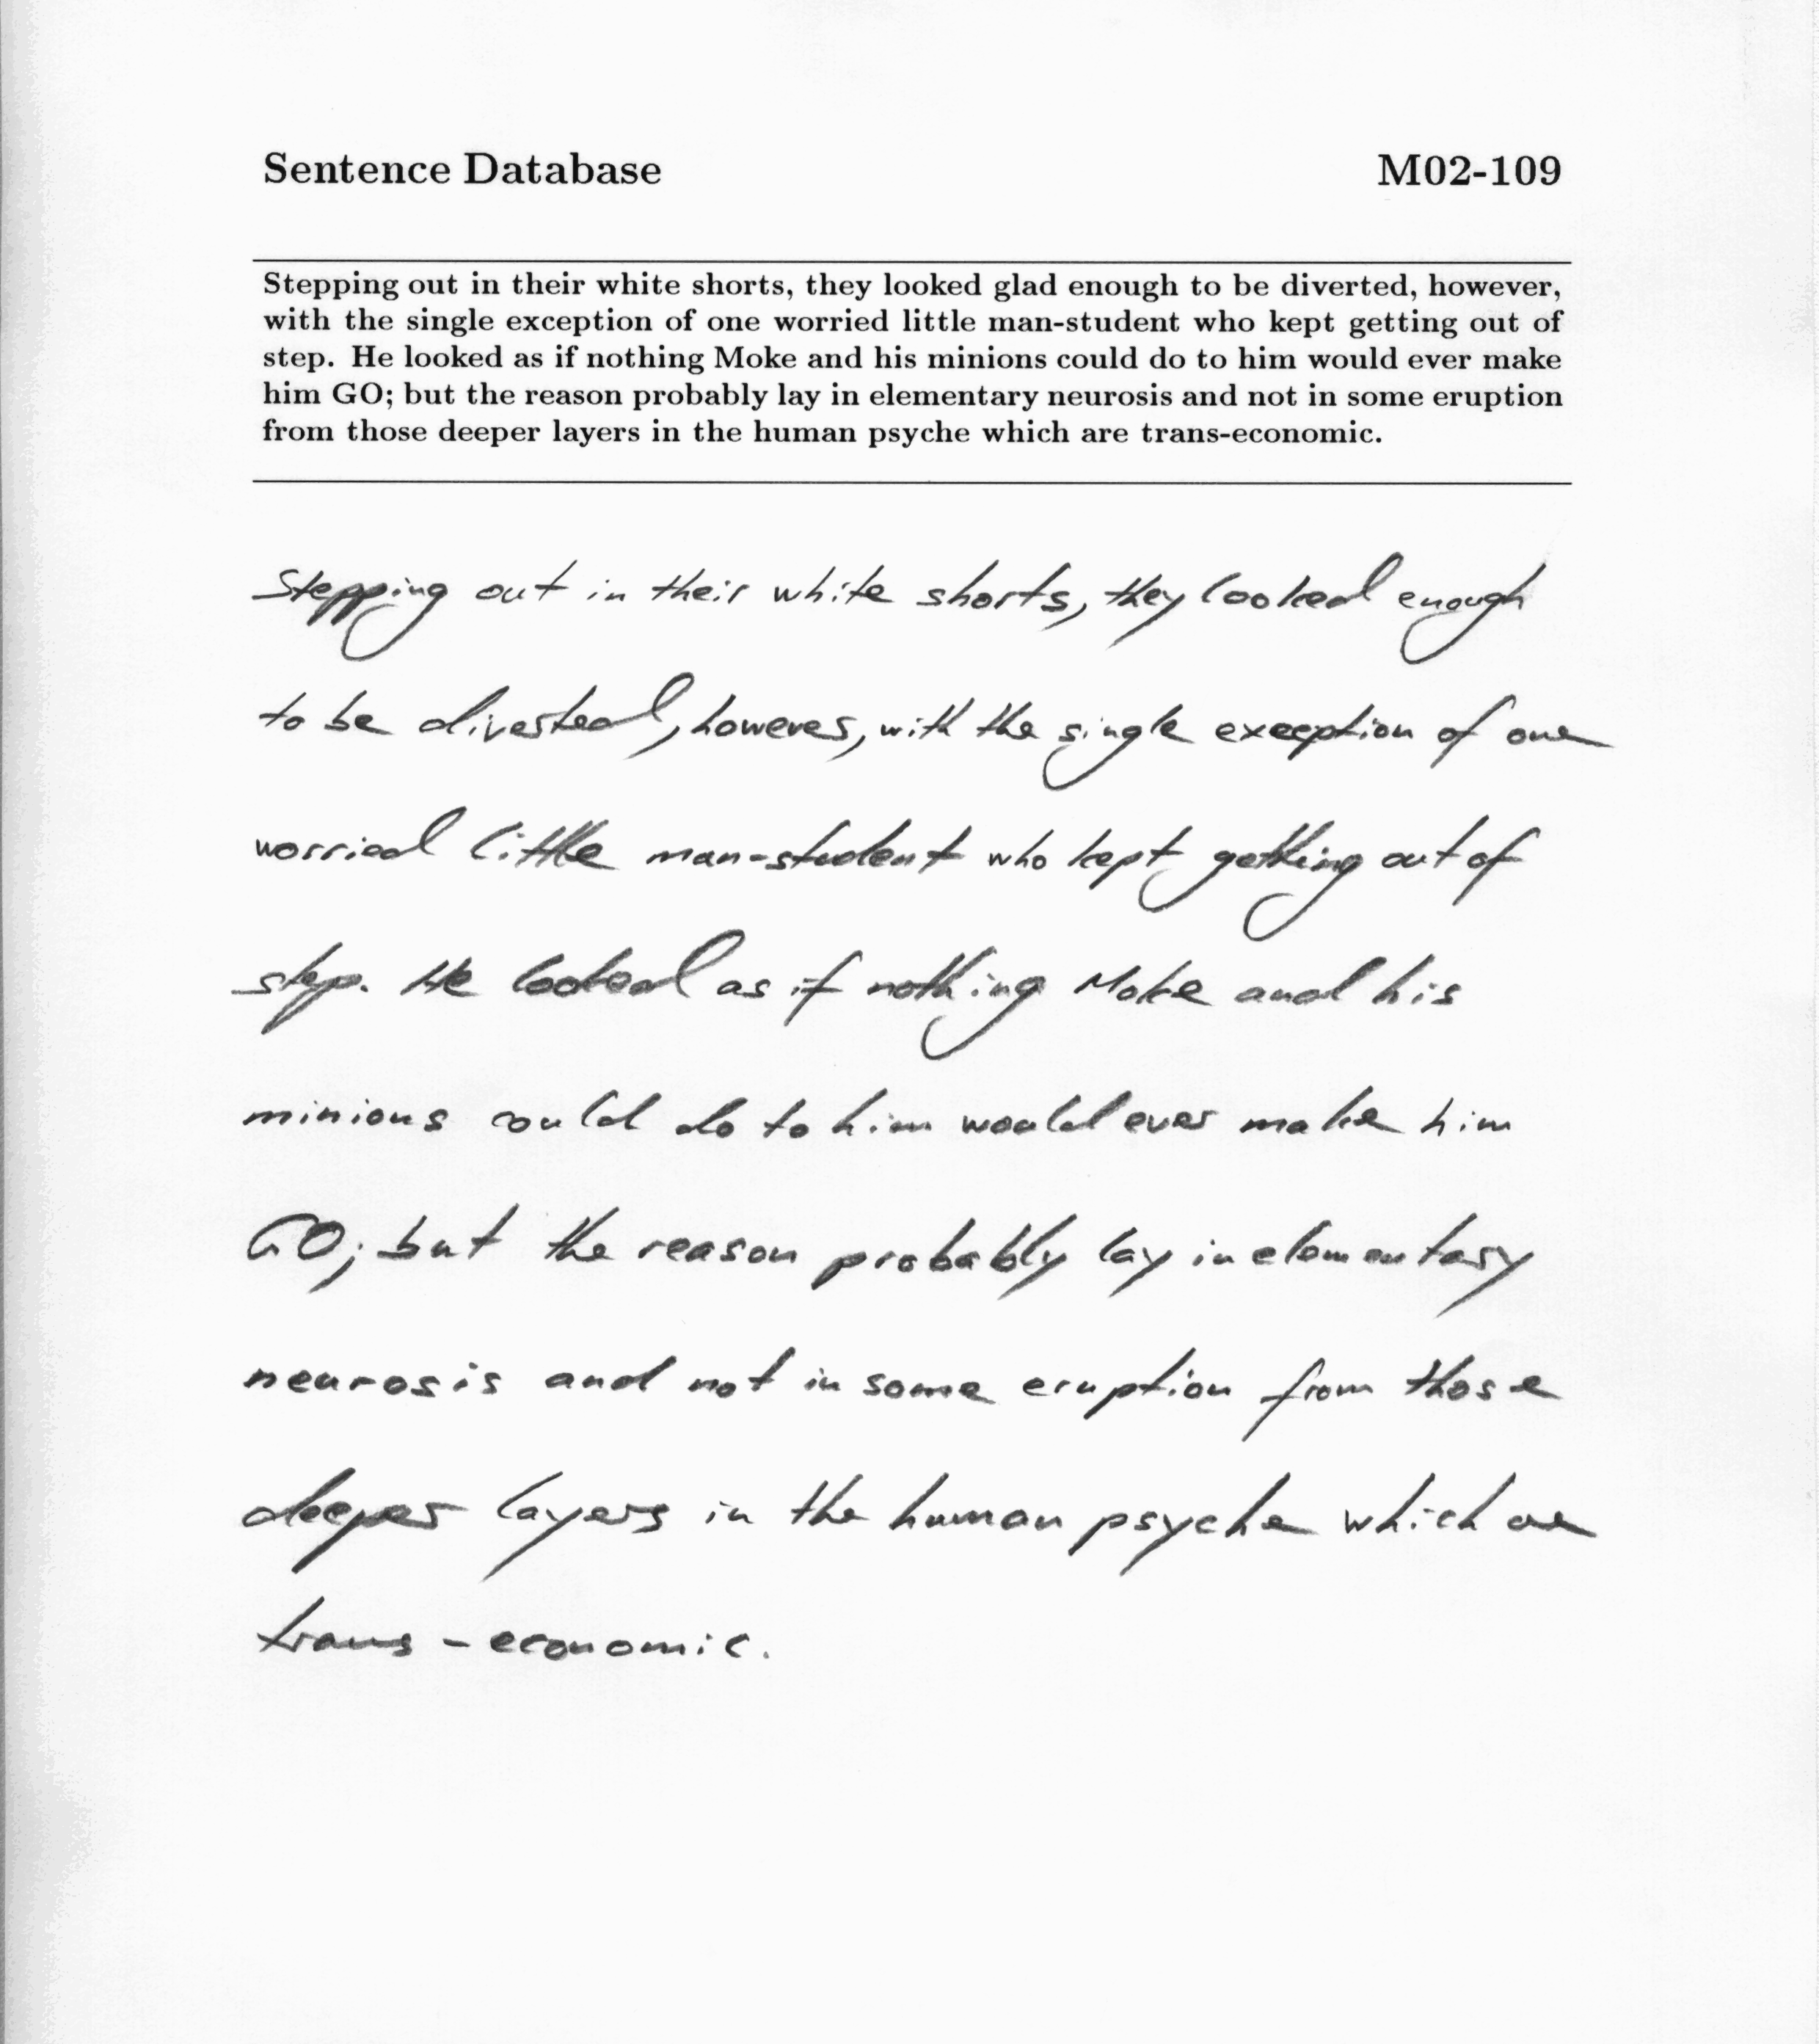 Sentence Database M02-109
Stepping out in their white shorts, they looked glad enough to be diverted, however,
with the single exception of one worried little man-student who kept getting out of
step. He looked as if nothing Moke and his minions could do to him would ever make
him GO; but the reason probably lay in elementary neurosis and not in some eruption
from those deeper layers in the human psyche which are trans-economic.
Stepping out in their white shorts, they looked enough
to be diverted, however, with the single exception of one
worried little man-student who kept getting out of
step. He looked as if nothing Moke and his
minions could do to him would ever make him
GO; but the reason probably lay in elementary
neurosis and not in some eruption from those
deeper layers in the human psyche which are
trans - economic.